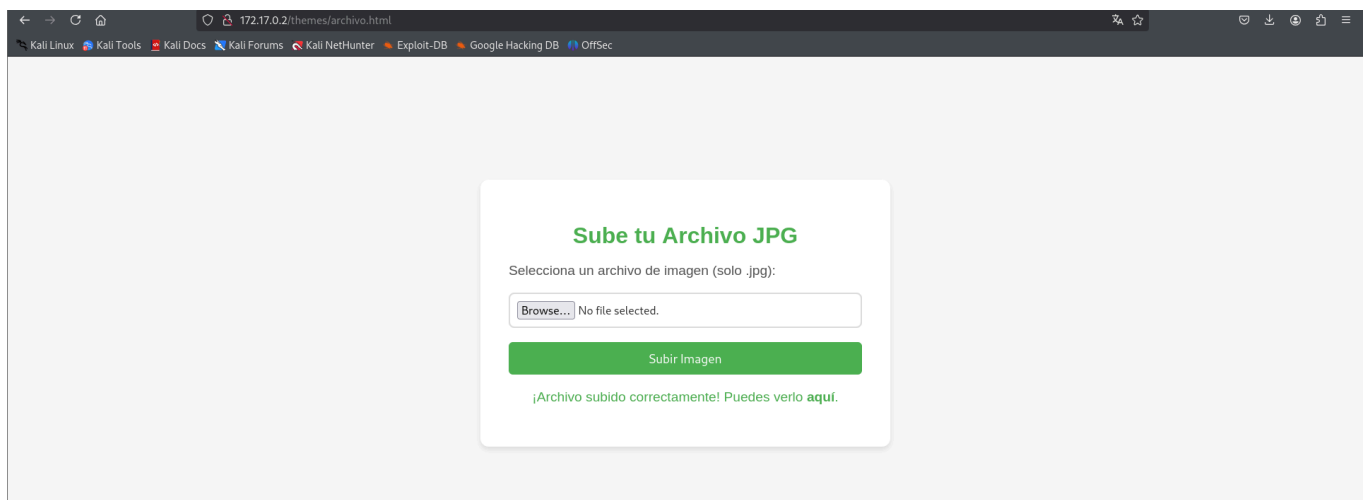 172.17.0.2/themes/archivo.html
Kali Linux Kali Tools Kali Docs Kali Forums Kali NetHunter Exploit-DB Google Hacking DB OffSec
Sube tu Archivo JPG
Selecciona un archivo de imagen (solo .jpg):
Browse... No file selected.
Subir Imagen
¡Archivo subido correctamente! Puedes verlo aquí.